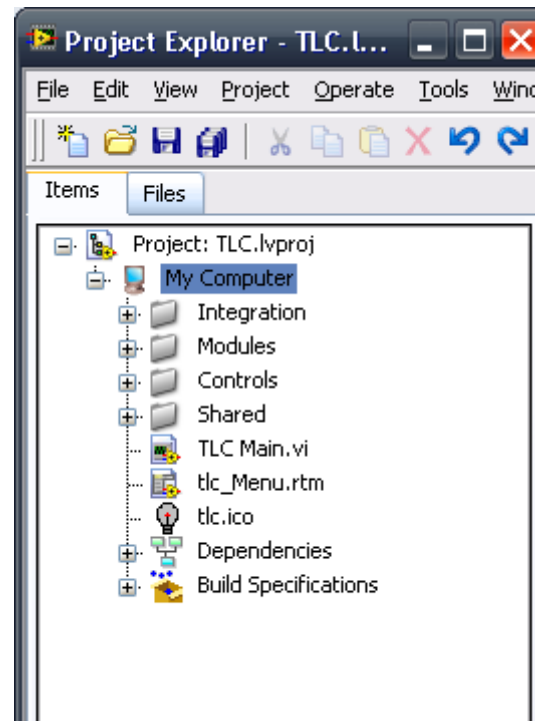 Project Explorer - TLC.l...
File Edit View Project Operate Tools Wind
Items Files
Project: TLC.lvproj
My Computer
Integration
Modules
Controls
Shared
TLC Main.vi
tlc_Menu.rtm
tlc.ico
Dependencies
Build Specifications